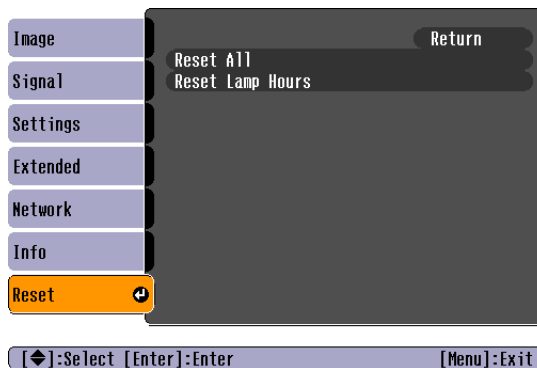 Image
Signal
Settings
Extended
Network
Info
Reset
Return
Reset All
Reset Lamp Hours
[◆]:Select [Enter]:Enter [Menu]:Exit